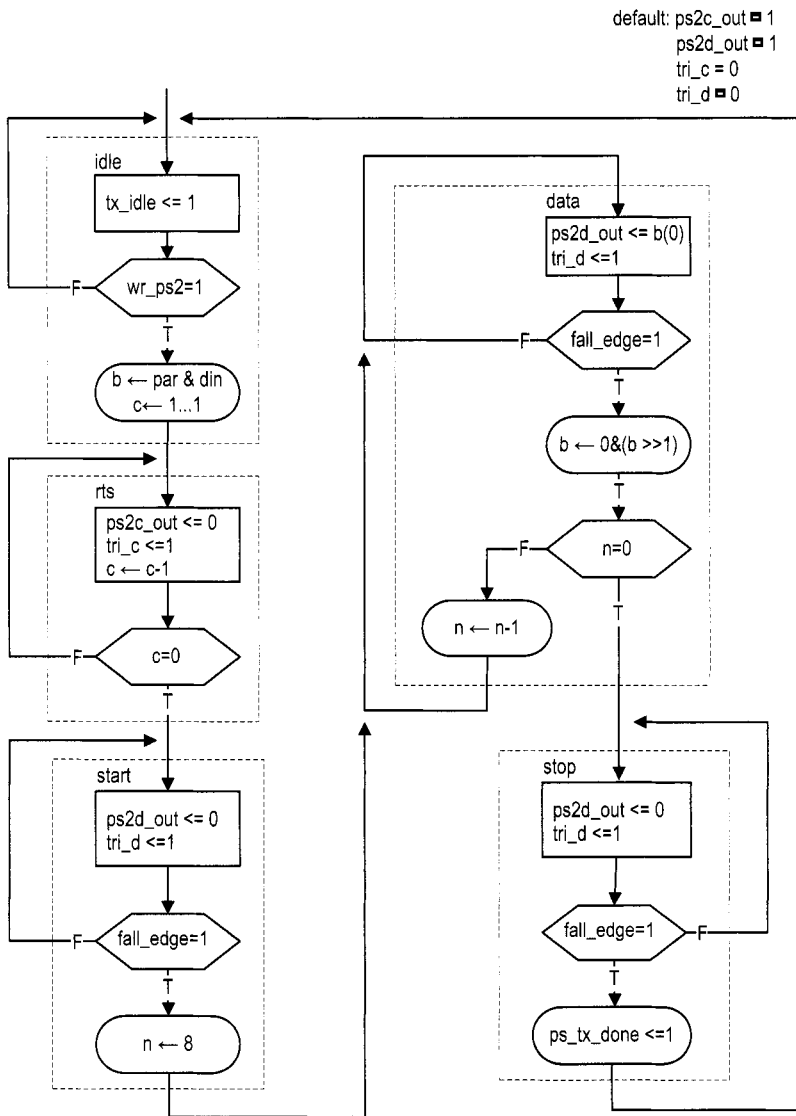 default: ps2c_out = 1
ps2d_out = 1
tri_c = 0
tri_d = 0
idle
tx_idle <= 1
F
wr_ps2=1
T
b ← par & din
c← 1...1
rts
ps2c_out <= 0
tri_c <=1
c ← c-1
F
c=0
T
start
ps2d_out <= 0
tri_d <=1
F
fall_edge=1
T
n ← 8
data
ps2d_out <= b(0)
tri_d <=1
F
fall_edge=1
T
b ← 0&(b >>1)
T
F
n=0
T
n ← n-1
stop
ps2d_out <= 0
tri_d <=1
fall_edge=1
F
T
ps_tx_done <=1